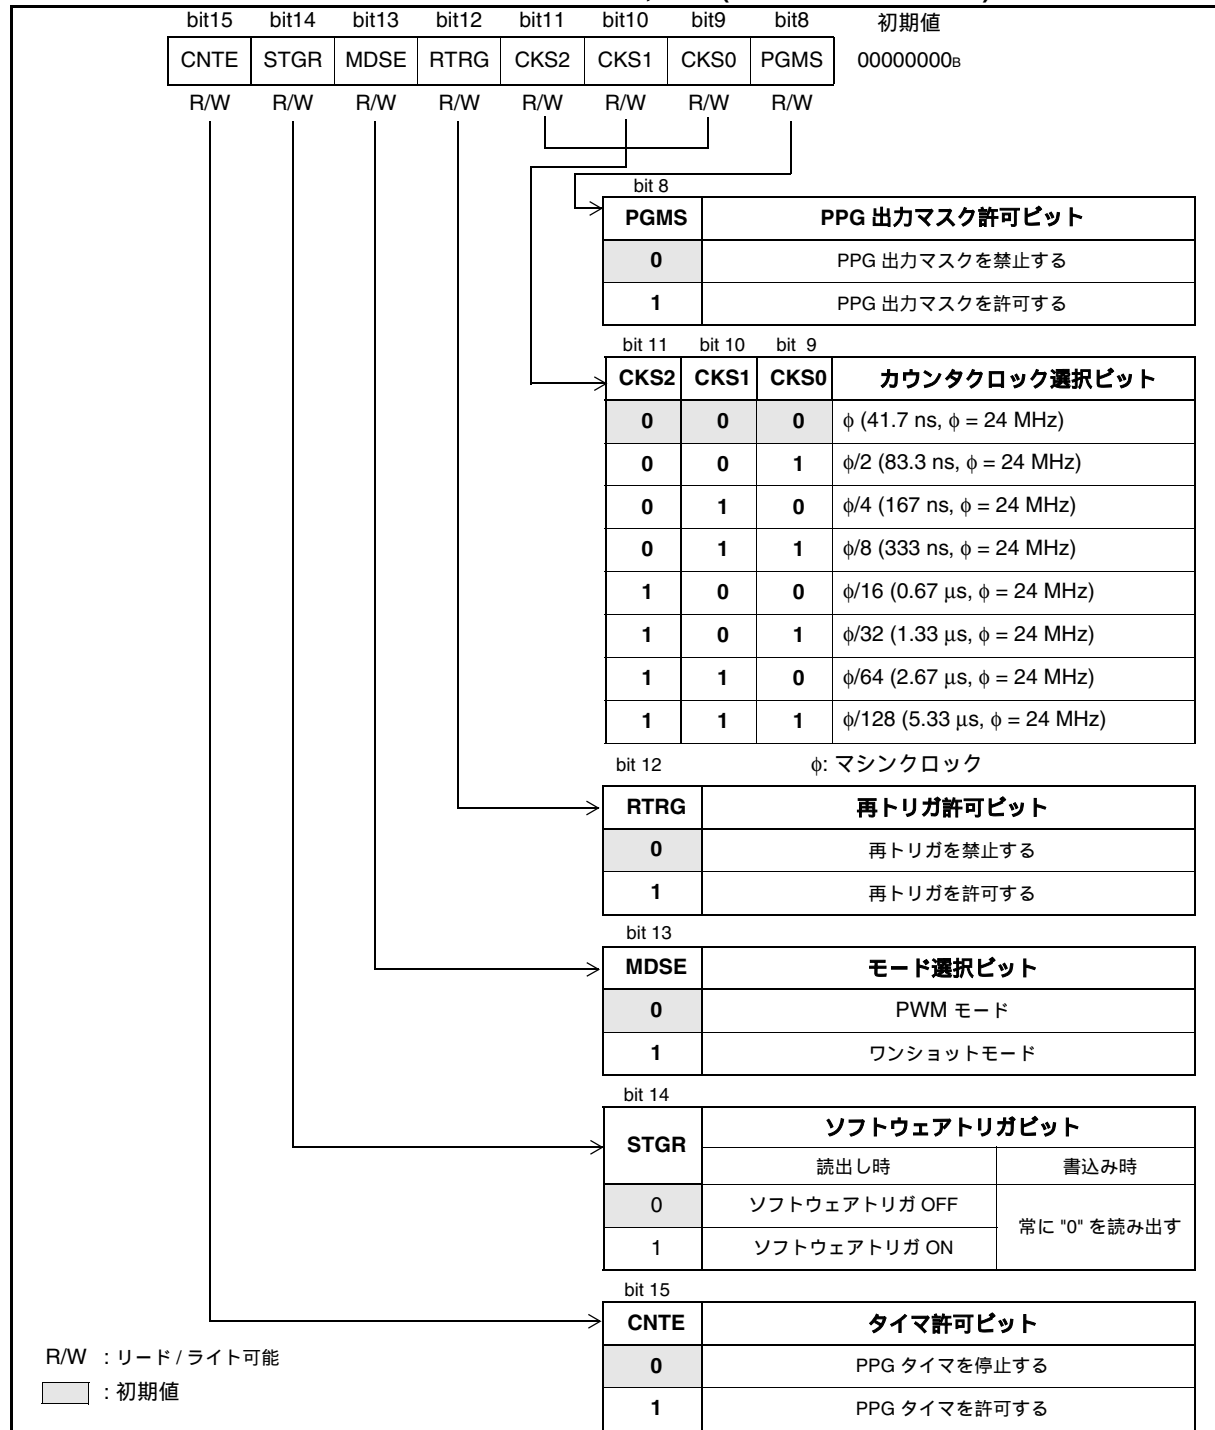 bit15 bit14 bit13 bit12 bit11 bit10 bit9 bit8 初期値
CNTE STGR MDSE RTRG CKS2 CKS1 CKS0 PGMS 00000000B
R/W R/W R/W R/W R/W R/W R/W R/W
bit 8
PGMS PPG 出力マスク許可ビット
0 PPG 出力マスクを禁止する
1 PPG 出力マスクを許可する
bit 11 bit 10 bit 9
CKS2 CKS1 CKS0 カウンタクロック選択ビット
0 0 0 φ (41.7 ns, φ = 24 MHz)
0 0 1 φ/2 (83.3 ns, φ = 24 MHz)
0 1 0 φ/4 (167 ns, φ = 24 MHz)
0 1 1 φ/8 (333 ns, φ = 24 MHz)
1 0 0 φ/16 (0.67 μs, φ = 24 MHz)
1 0 1 φ/32 (1.33 μs, φ = 24 MHz)
1 1 0 φ/64 (2.67 μs, φ = 24 MHz)
1 1 1 φ/128 (5.33 μs, φ = 24 MHz)
bit 12 φ: マシンクロック
RTRG 再トリガ許可ビット
0 再トリガを禁止する
1 再トリガを許可する
bit 13
MDSE モード選択ビット
0 PWM モード
1 ワンショットモード
bit 14
STGR ソフトウェアトリガビット
読出し時 書込み時
0 ソフトウェアトリガ OFF 常に "0" を読み出す
1 ソフトウェアトリガ ON
bit 15
CNTE タイマ許可ビット
0 PPG タイマを停止する
1 PPG タイマを許可する
R/W : リード / ライト可能
: 初期値